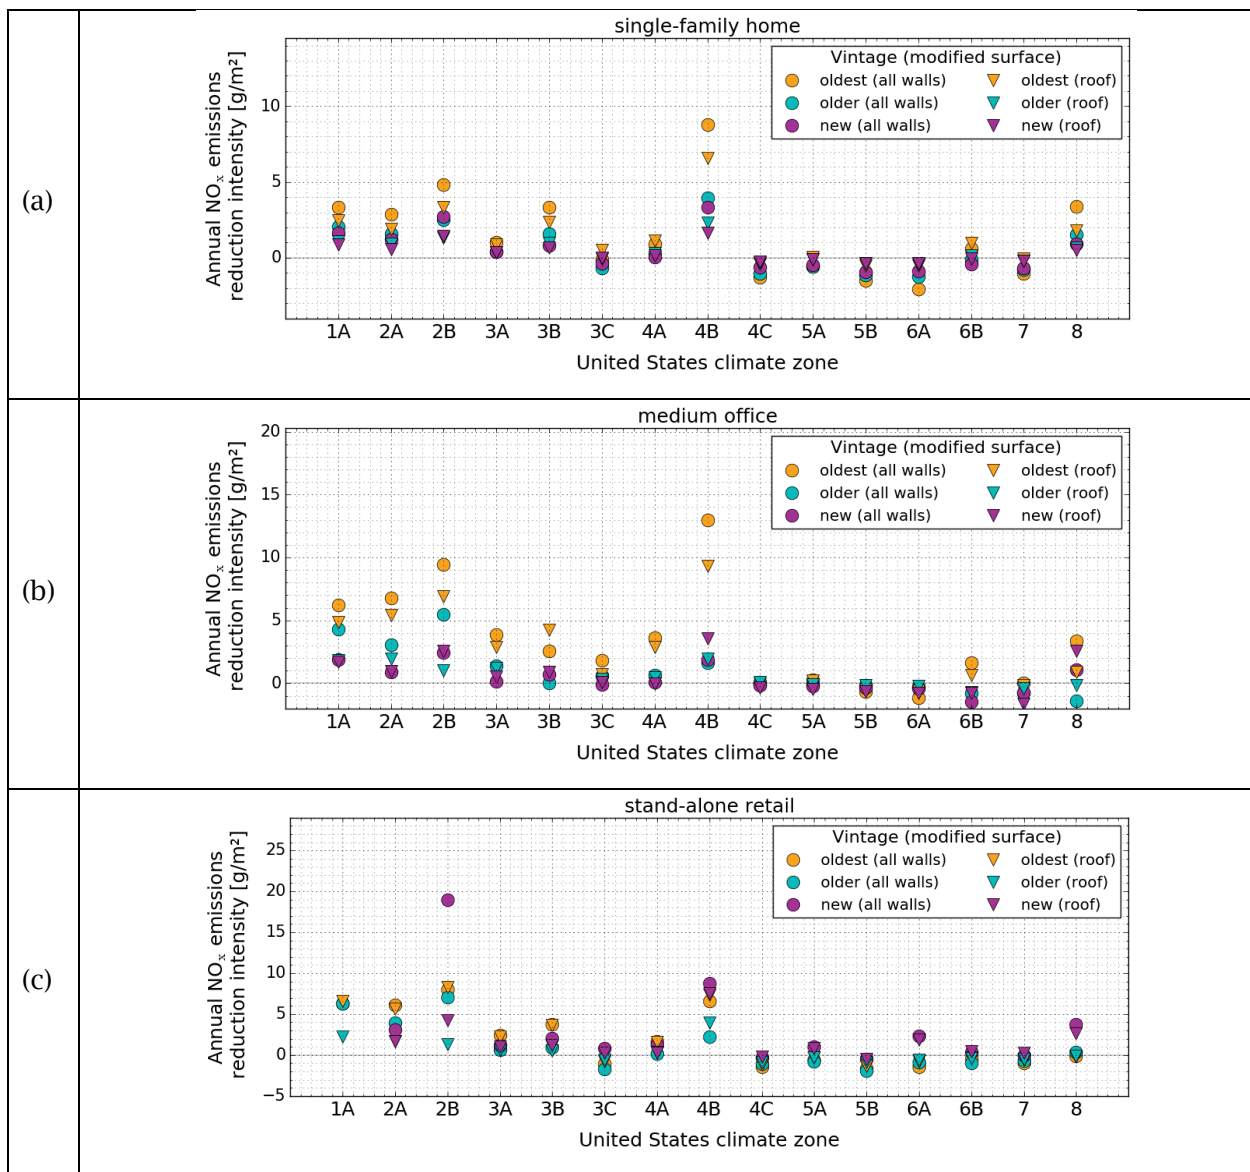 (a)
single-family home
Annual NOx emissions
reduction intensity [g/m²]
10
5
0
Vintage (modified surface)
oldest (all walls) oldest (roof)
older (all walls) older (roof)
new (all walls) new (roof)
1A 2A 2B 3A 3B 3C 4A 4B 4C 5A 5B 6A 6B 7 8
United States climate zone
(b)
medium office
Annual NOx emissions
reduction intensity [g/m²]
20
15
10
5
0
Vintage (modified surface)
oldest (all walls) oldest (roof)
older (all walls) older (roof)
new (all walls) new (roof)
1A 2A 2B 3A 3B 3C 4A 4B 4C 5A 5B 6A 6B 7 8
United States climate zone
(c)
stand-alone retail
Annual NOx emissions
reduction intensity [g/m²]
25
20
15
10
5
0
−5
Vintage (modified surface)
oldest (all walls) oldest (roof)
older (all walls) older (roof)
new (all walls) new (roof)
1A 2A 2B 3A 3B 3C 4A 4B 4C 5A 5B 6A 6B 7 8
United States climate zone